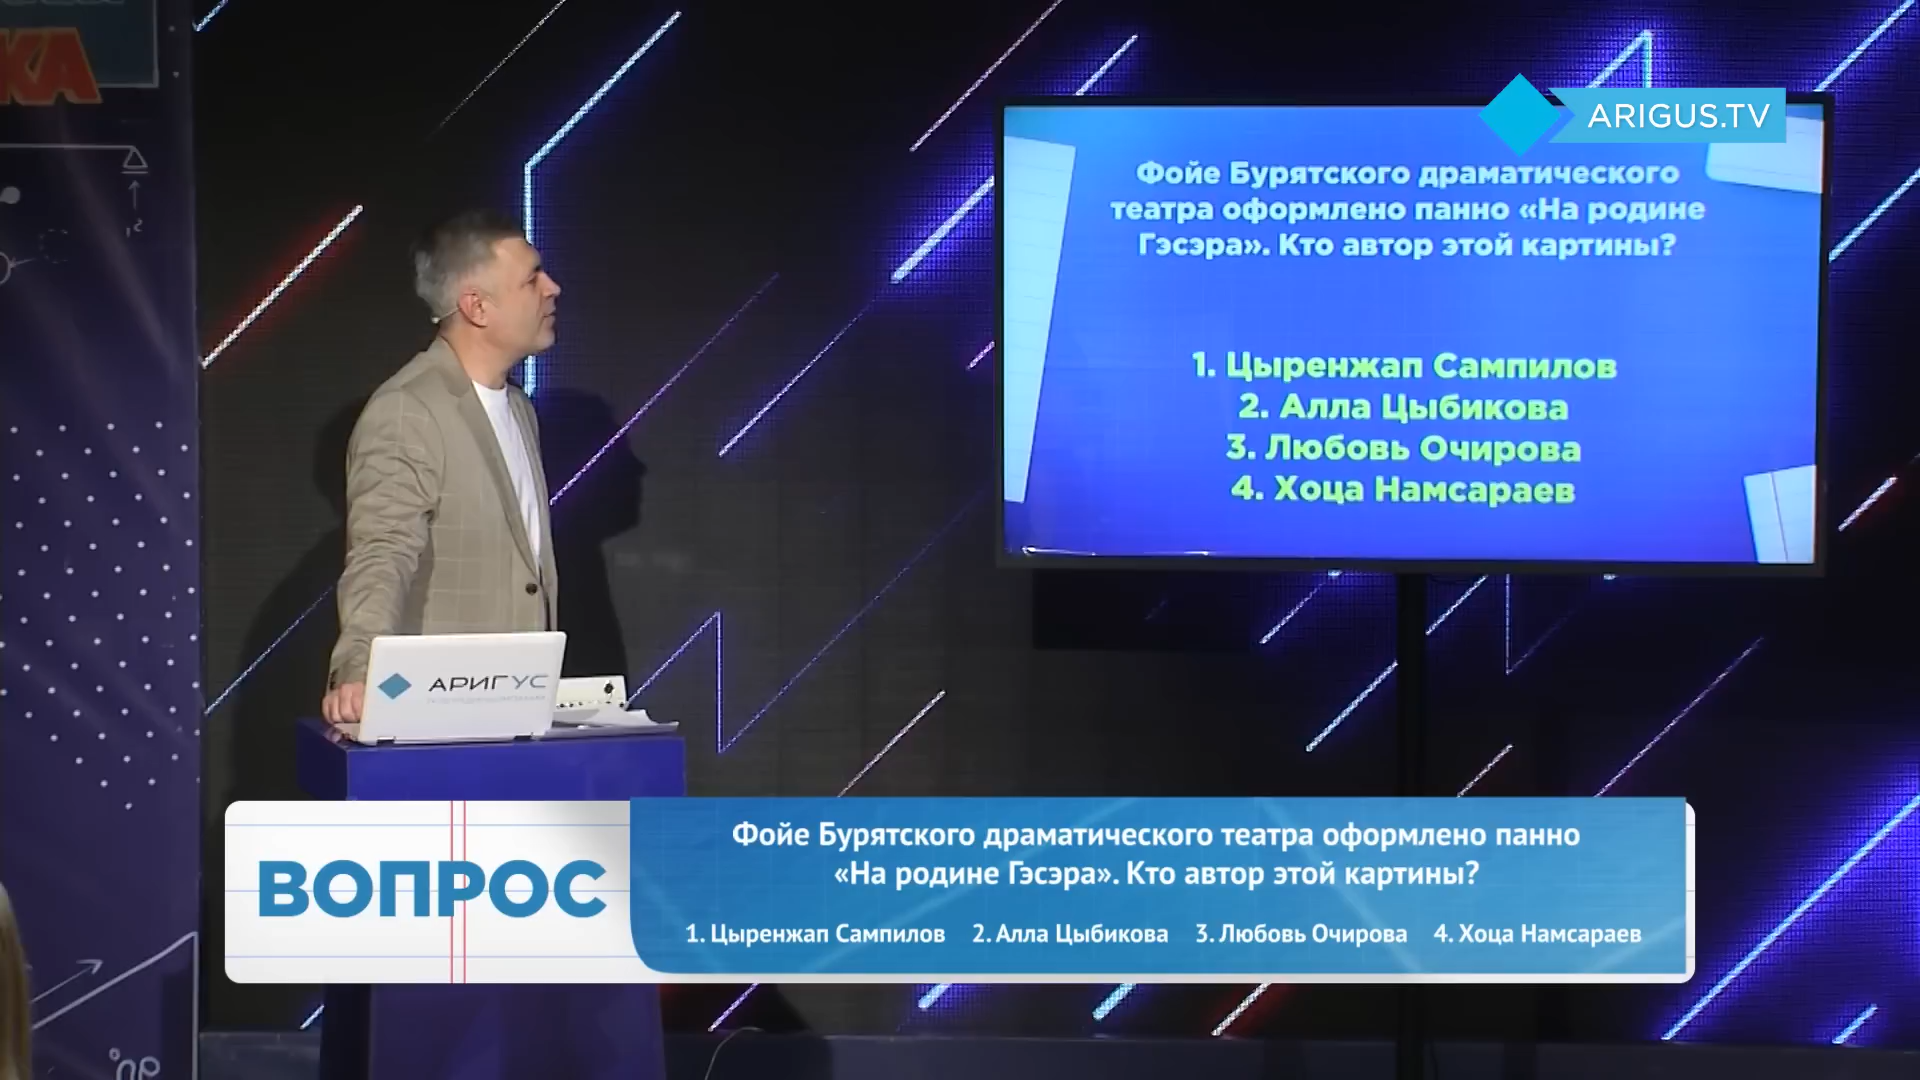 КА
ARIGUS.TV
Фойе Бурятского драматического
театра оформлено панно «На родине
Гэсэра». Кто автор этой картины?
1. Цыренжап Сампилов
2. Алла Цыбикова
3. Любовь Очирова
4. Хоца Намсараев
АРИГУС
ВОПРОС
Фойе Бурятского драматического театра оформлено панно
«На родине Гэсэра». Кто автор этой картины?
1. Цыренжап Сампилов 2. Алла Цыбикова 3. Любовь Очирова 4. Хоца Намсараев